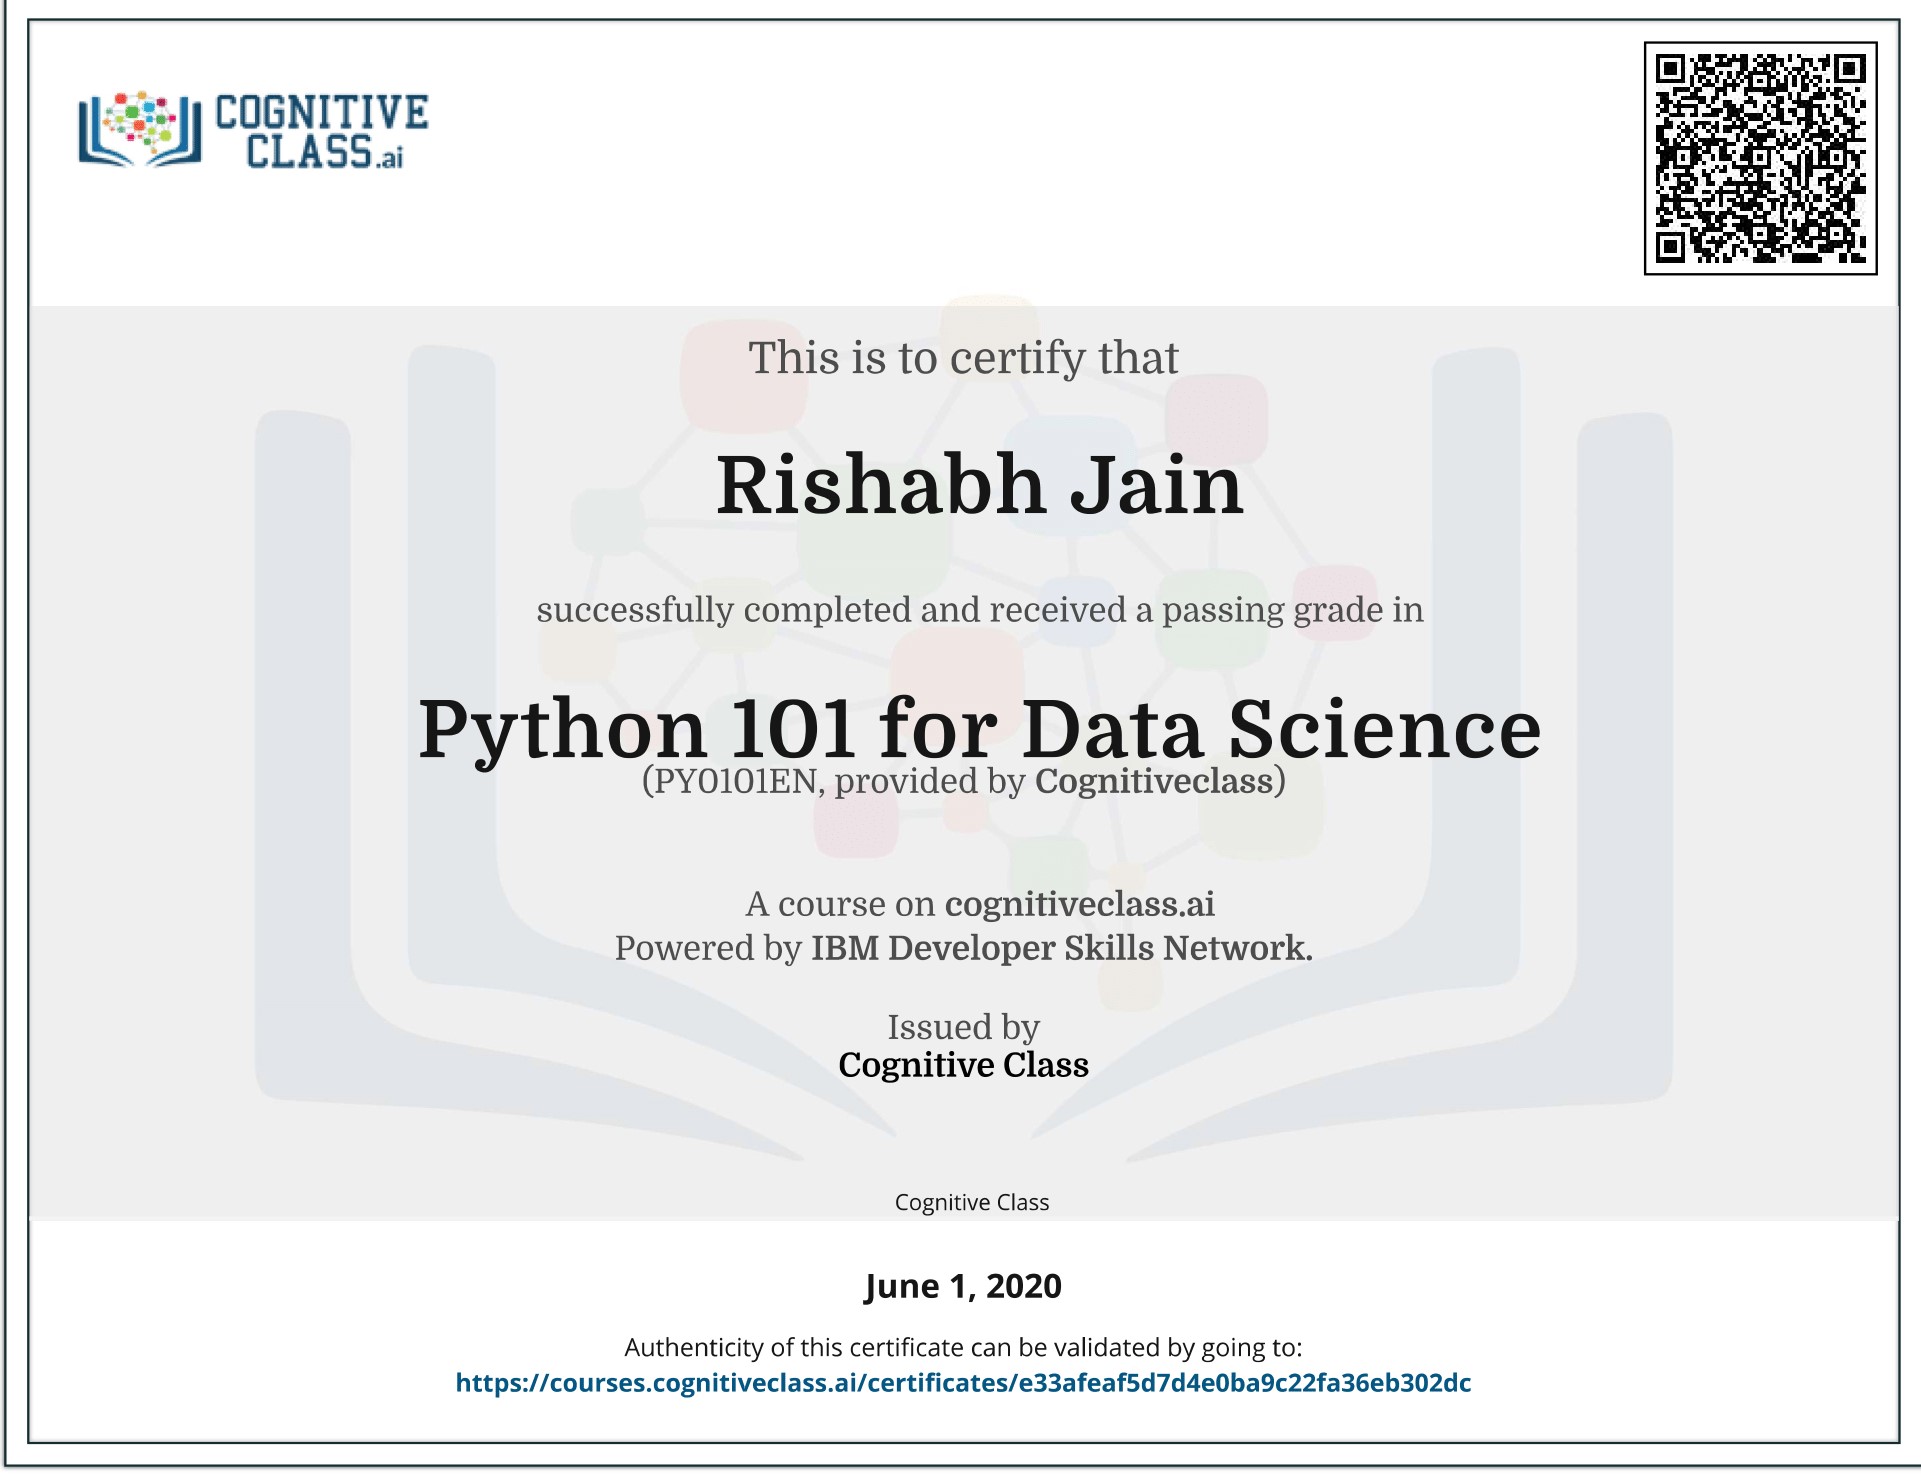 COGNITIVE
CLASS.ai
This is to certify that
Rishabh Jain
successfully completed and received a passing grade in
Python 101 for Data Science
(PY0101EN, provided by Cognitiveclass)
A course on cognitiveclass.ai
Powered by IBM Developer Skills Network.
Issued by
Cognitive Class
Cognitive Class
June 1, 2020
Authenticity of this certificate can be validated by going to:
https://courses.cognitiveclass.ai/certificates/e33afeaf5d7d4e0ba9c22fa36eb302dc